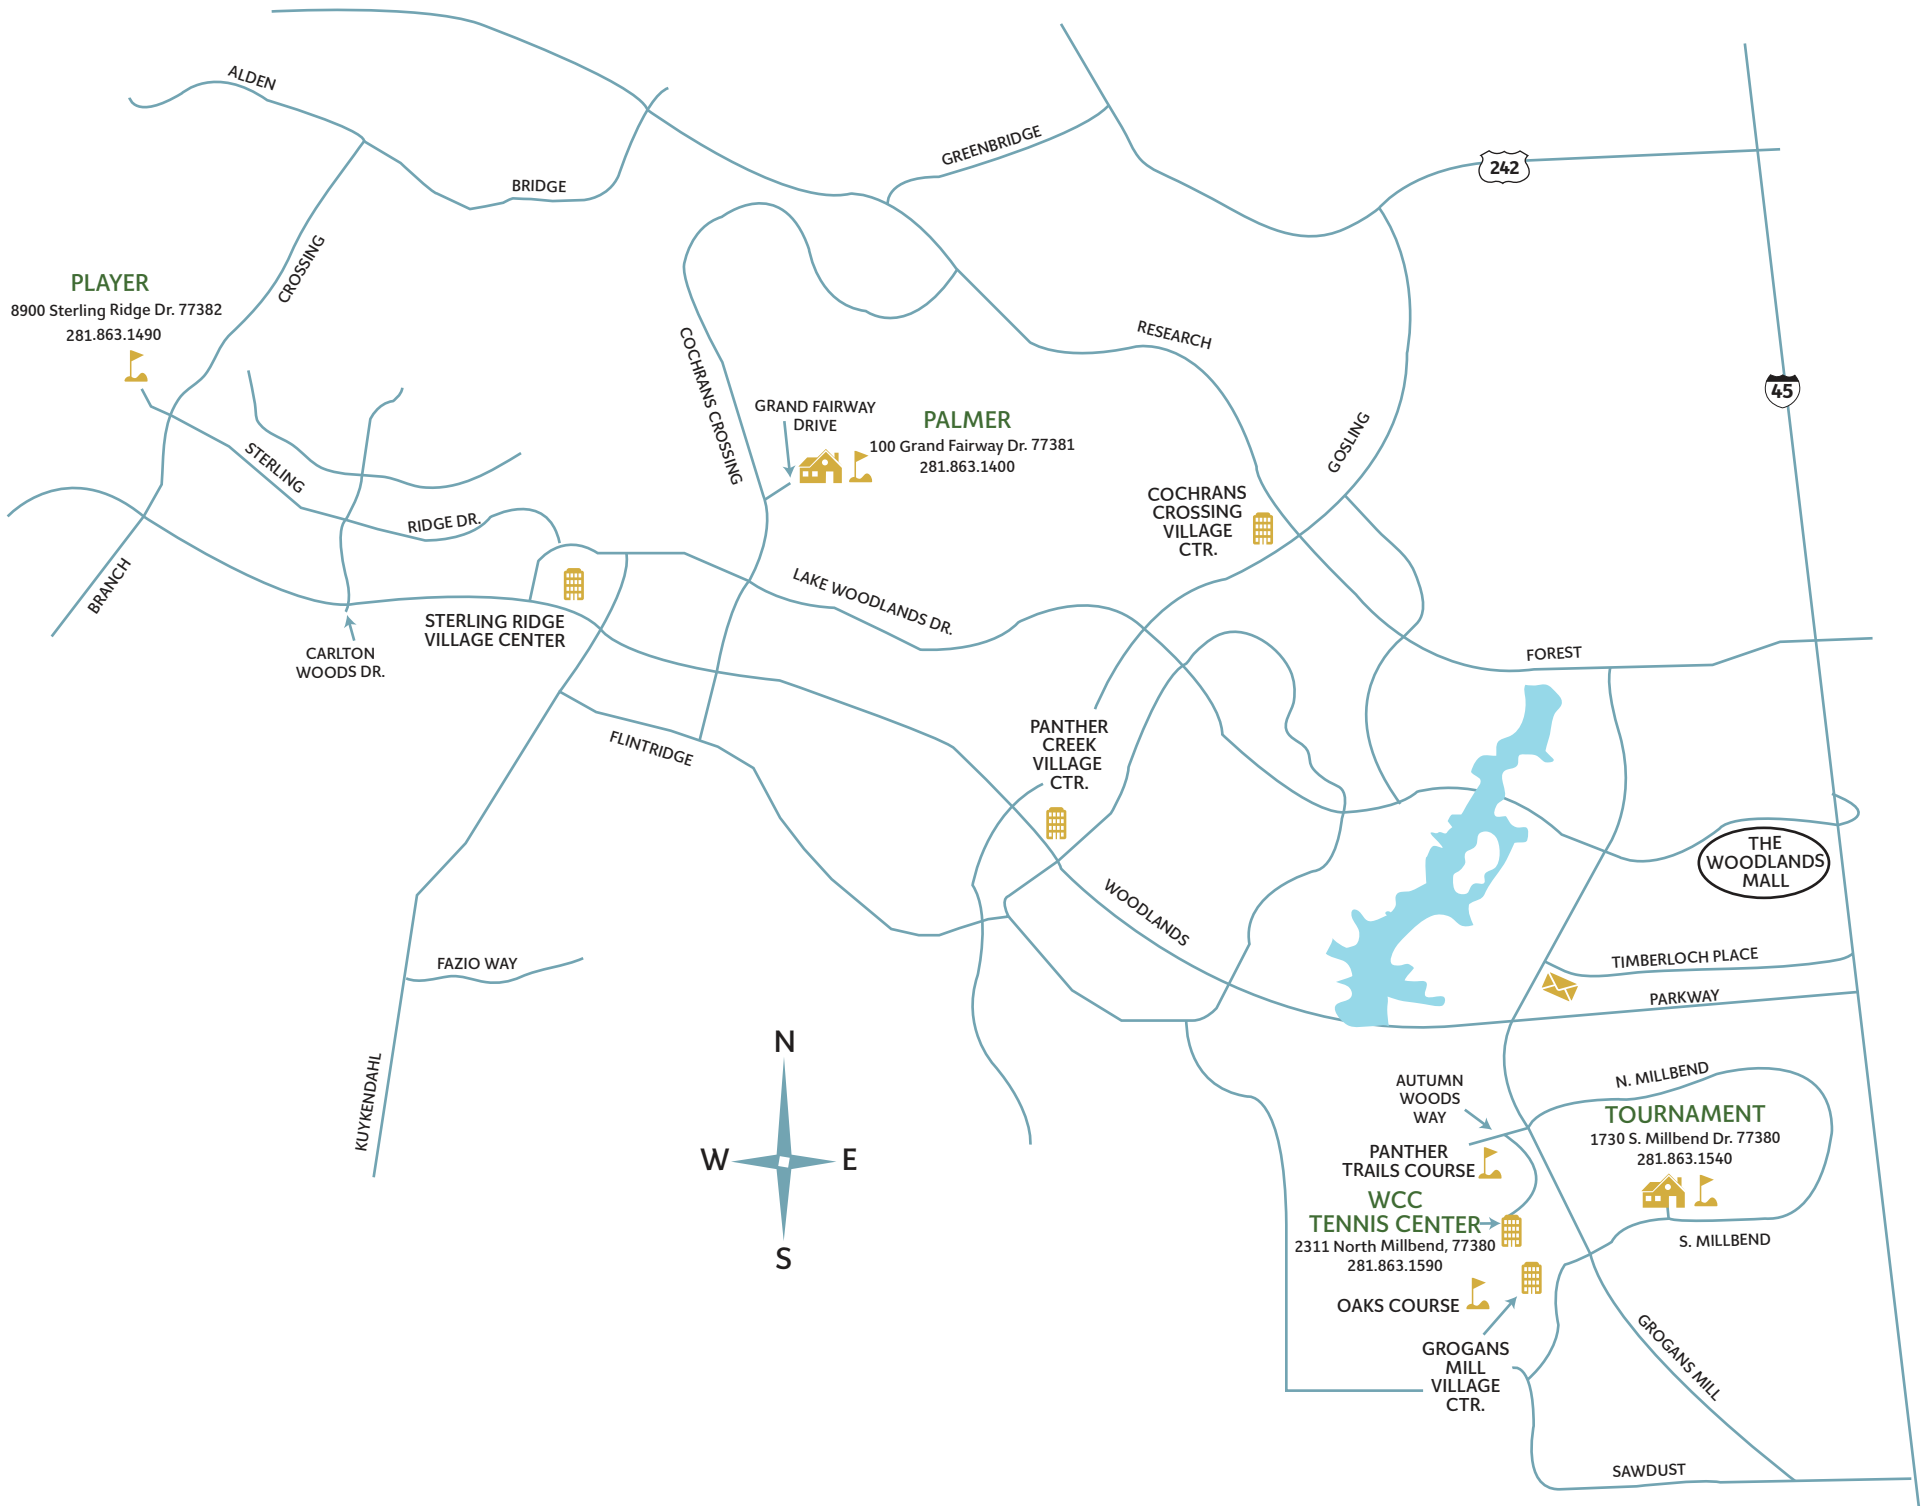 ALDEN
GREENBRIDGE
242
BRIDGE
CROSSING
PLAYER
8900 Sterling Ridge Dr. 77382
281.863.1490
RESEARCH
COCHRANS CROSSING
45
GRAND FAIRWAY
DRIVE
PALMER
100 Grand Fairway Dr. 77381
281.863.1400
GOSLING
STERLING
RIDGE DR.
COCHRANS
CROSSING
VILLAGE
CTR.
BRANCH
LAKE WOODLANDS DR.
STERLING RIDGE
VILLAGE CENTER
CARLTON
WOODS DR.
FOREST
FLINTRIDGE
PANTHER
CREEK
VILLAGE
CTR.
THE
WOODLANDS
MALL
WOODLANDS
FAZIO WAY
TIMBERLOCH PLACE
PARKWAY
KUYKENDAHL
N
W
E
S
AUTUMN
WOODS
WAY
N. MILLBEND
TOURNAMENT
1730 S. Millbend Dr. 77380
281.863.1540
PANTHER
TRAILS COURSE
WCC
TENNIS CENTER
2311 North Millbend, 77380
281.863.1590
S. MILLBEND
OAKS COURSE
GROGANS
MILL
VILLAGE
CTR.
GROGANS MILL
SAWDUST